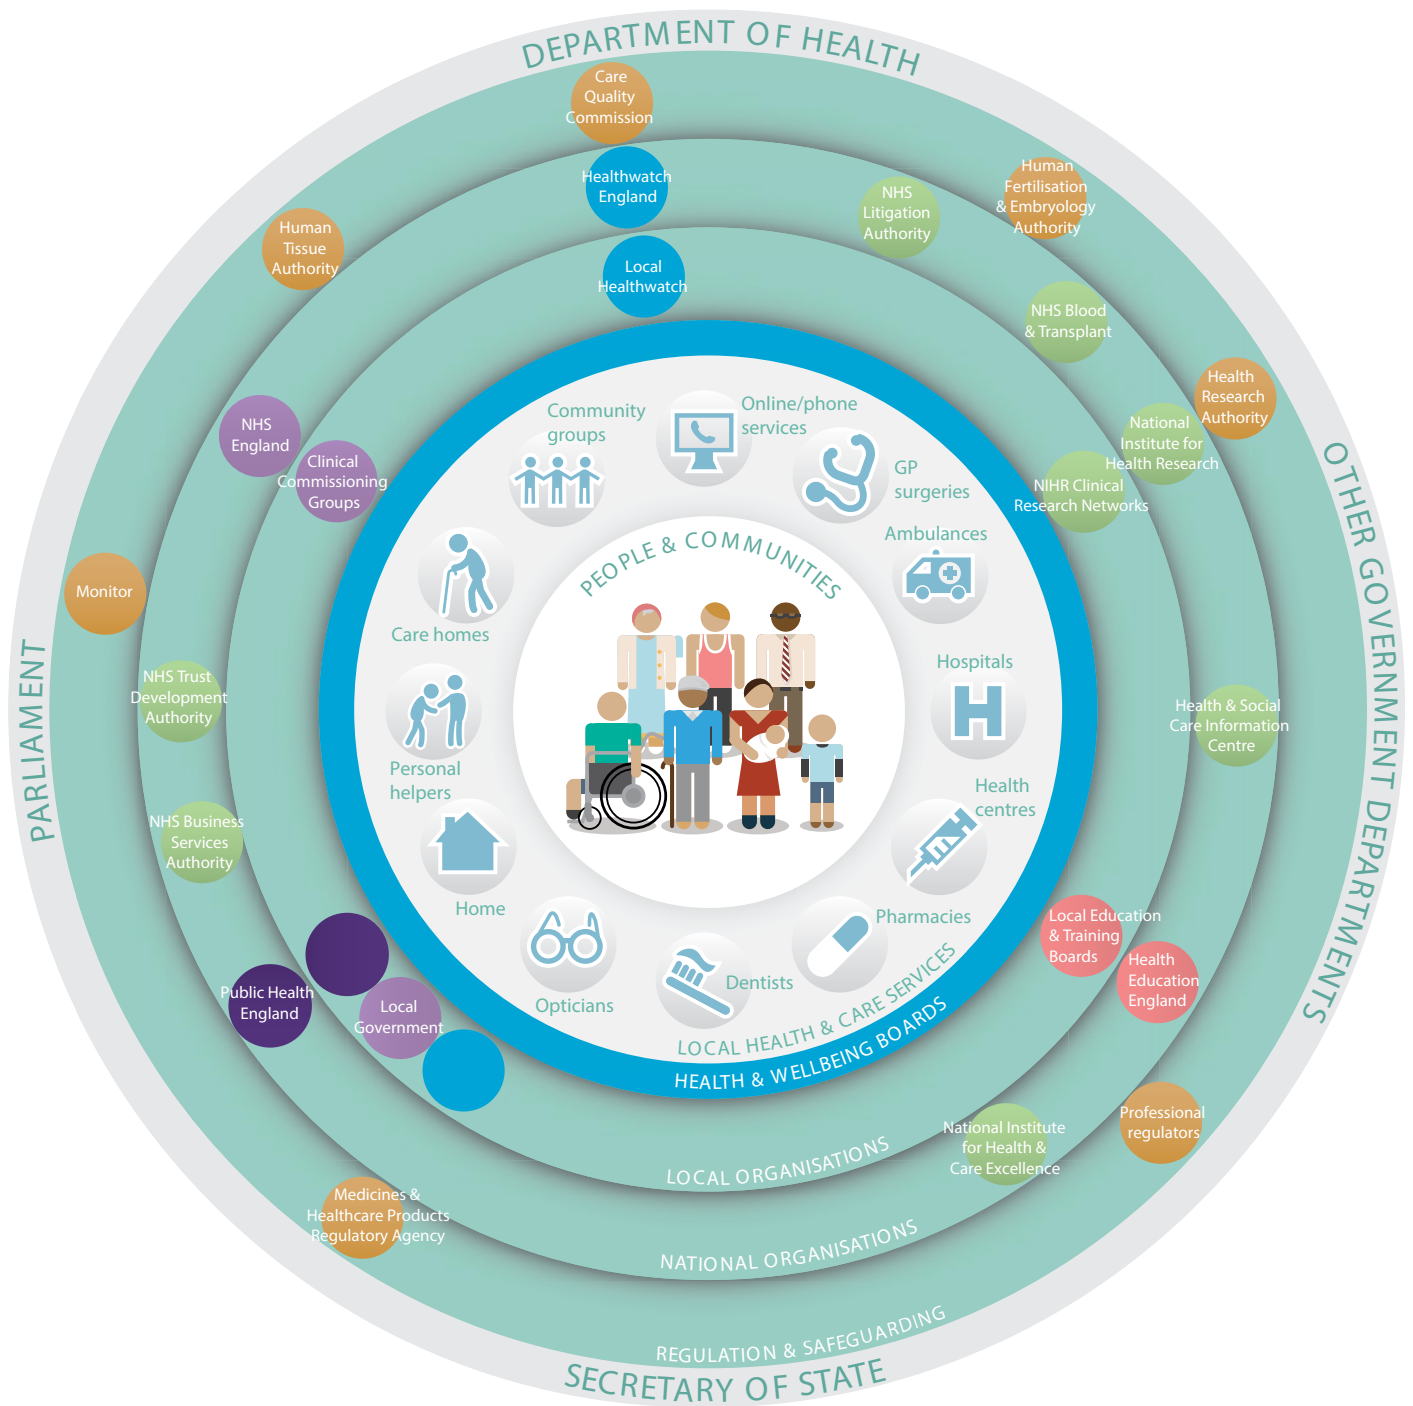 DEPARTMENT OF HEALTH
Care
Quality
Commission
Healthwatch
England
Local
Healthwatch
NHS
Litigation
Authority
Human
Fertilisation
& Embryology
Authority
Human
Tissue
Authority
NHS Blood
& Transplant
Health
Research
Authority
National
Institute for
Health Research
NIHR Clinical
Research Networks
NHS
England
Clinical
Commissioning
Groups
Monitor
NHS Trust
Development
Authority
NHS Business
Services
Authority
PARLIAMENT
OTHER GOVERNMENT DEPARTMENTS
Community
groups
Online/phone
services
GP
surgeries
Ambulances
Care homes
PEOPLE & COMMUNITIES
Hospitals
Personal
helpers
Health
centres
Home
Pharmacies
Opticians
Dentists
LOCAL HEALTH & CARE SERVICES
HEALTH & WELLBEING BOARDS
Health & Social
Care Information
Centre
Local Education
& Training
Boards
Health
Education
England
Public Health
England
Local
Government
Professional
regulators
National Institute
for Health &
Care Excellence
Medicines &
Healthcare Products
Regulatory Agency
LOCAL ORGANISATIONS
NATIONAL ORGANISATIONS
REGULATION & SAFEGUARDING
SECRETARY OF STATE